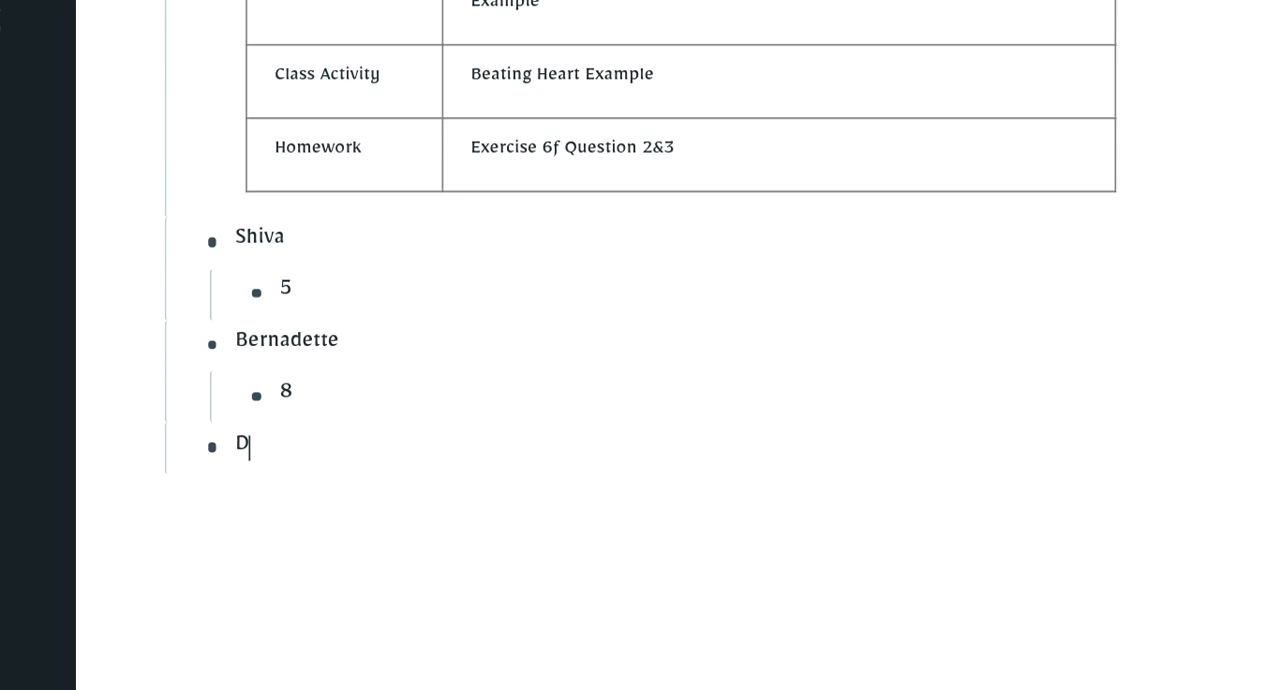 Example
Class Activity Beating Heart Example
Homework Exercise 6f Question 2&3
Shiva
5
Bernadette
8
D